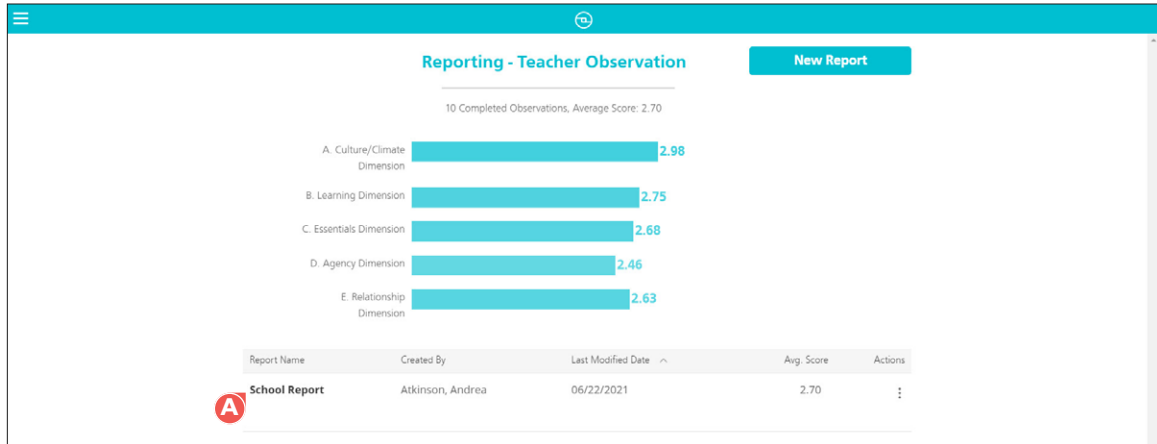 Reporting - Teacher Observation
New Report
10 Completed Observations, Average Score: 2.70
A. Culture/Climate
Dimension
2.98
B. Learning Dimension
2.75
C. Essentials Dimension
2.68
D. Agency Dimension
2.46
E. Relationship
Dimension
2.63
Report Name Created By Last Modified Date Avg. Score Actions
School Report Atkinson, Andrea 06/22/2021 2.70
A